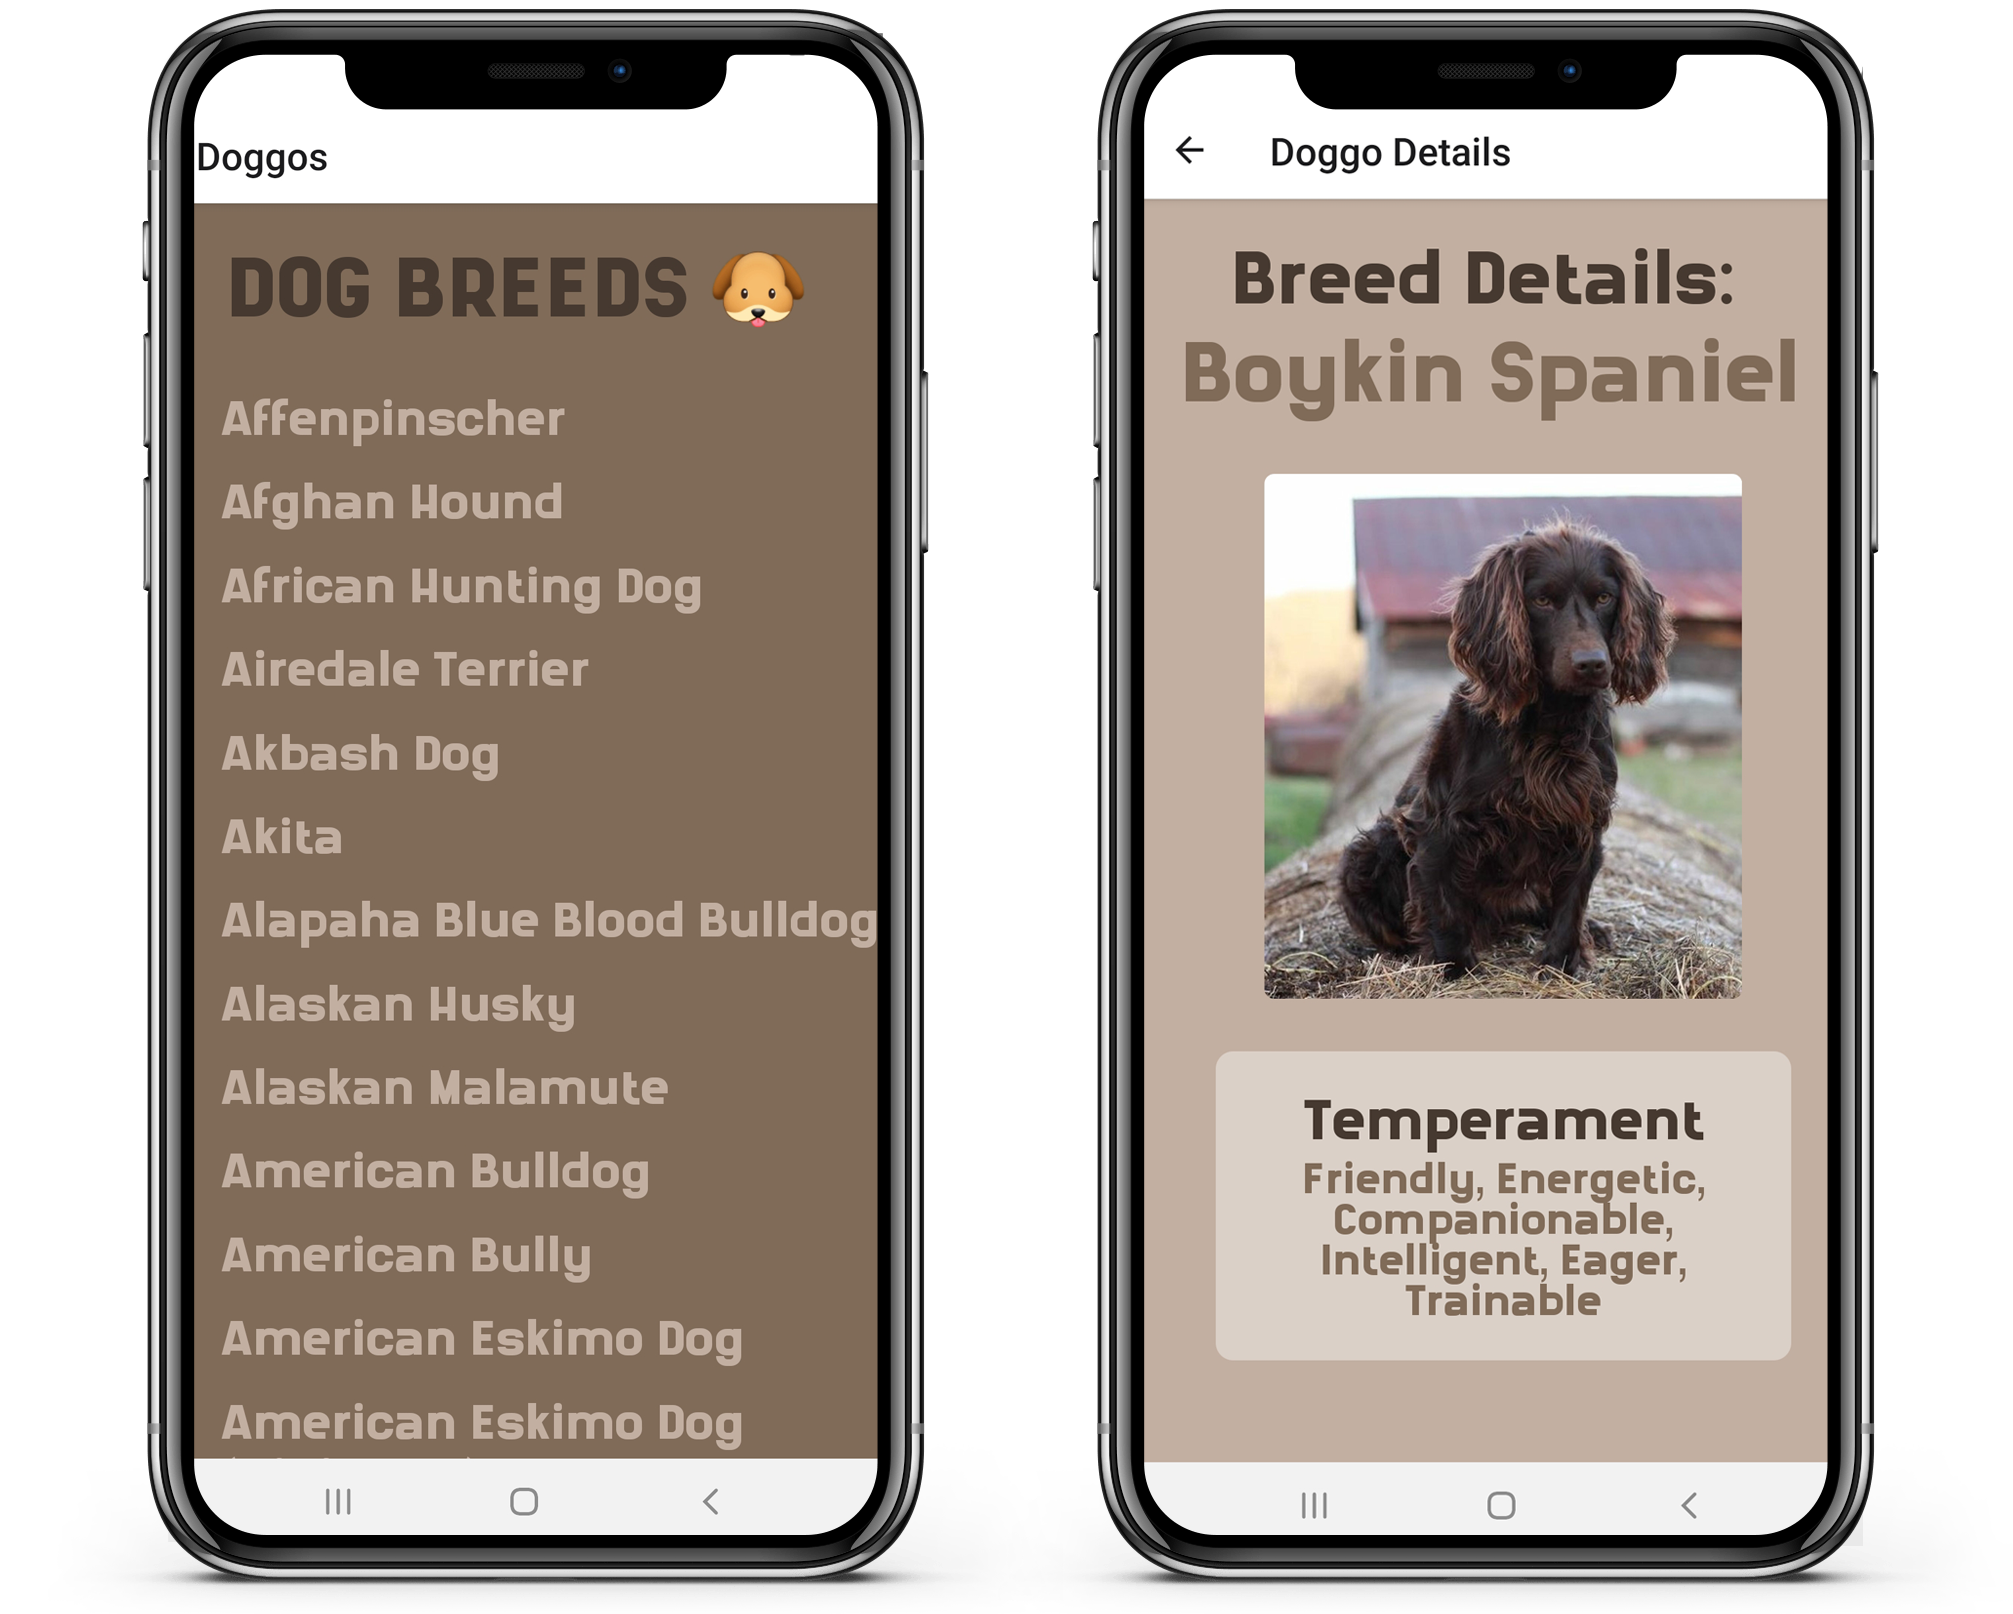 Doggos
DOG BREEDS 🐶
Affenpinscher
Afghan Hound
African Hunting Dog
Airedale Terrier
Akbash Dog
Akita
Alapaha Blue Blood Bulldog
Alaskan Husky
Alaskan Malamute
American Bulldog
American Bully
American Eskimo Dog
American Eskimo Dog
Doggo Details
Breed Details:
Boykin Spaniel
Temperament
Friendly, Energetic,
Companionable,
Intelligent, Eager,
Trainable